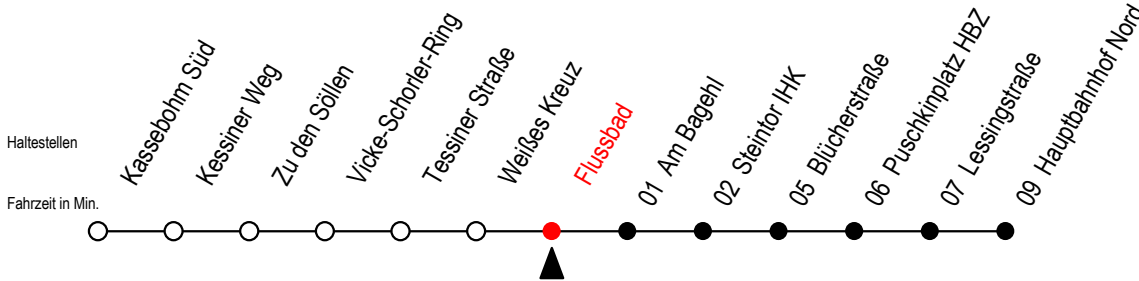 Haltestellen
Fahrzeit in Min.
Kassebohm Süd
Kessiner Weg
Zu den Söllen
Vicke-Schorler-Ring
Tessiner Straße
Weißes Kreuz
Flussbad
01 Am Bagehl
02 Steintor IHK
05 Blücherstraße
06 Puschkinplatz HBZ
07 Lessingstraße
09 Hauptbahnhof Nord